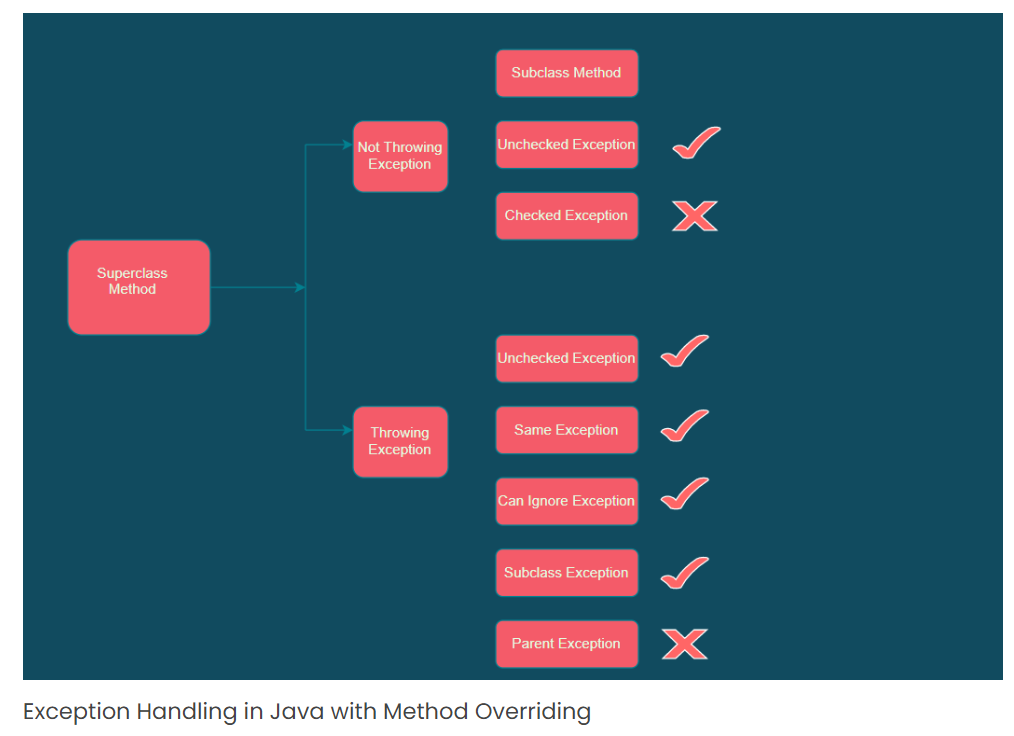 Subclass Method
Not Throwing
Exception
Unchecked Exception
Checked Exception
Superclass
Method
Unchecked Exception
Throwing
Exception
Same Exception
Can Ignore Exception
Subclass Exception
Parent Exception
Exception Handling in Java with Method Overriding